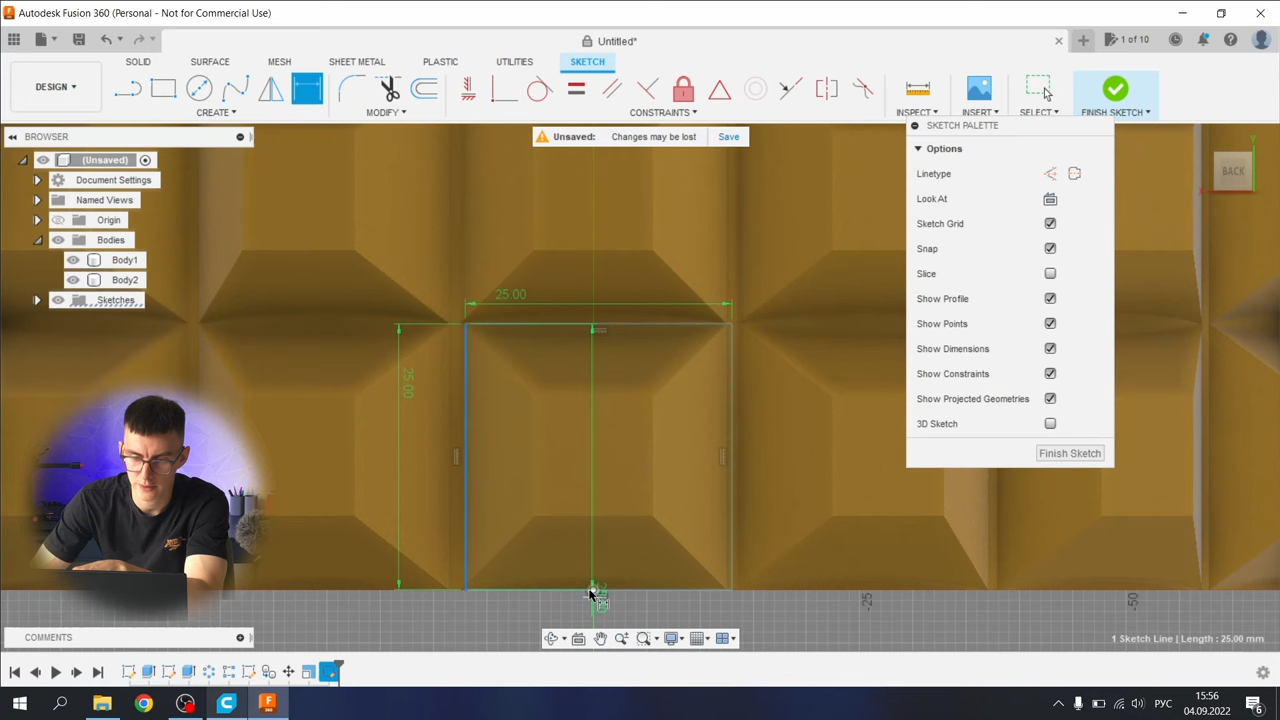 Autodesk Fusion 360 (Personal - Not for Commercial Use)
Untitled*
1 of 10
DESIGN
SOLID SURFACE MESH SHEET METAL PLASTIC UTILITIES SKETCH
CREATE MODIFY CONSTRAINTS INSPECT INSERT SELECT FINISH SKETCH
BROWSER
Unsaved: Changes may be lost Save
(Unsaved)
Document Settings
Named Views
Origin
Bodies
Body1
Body2
Sketches
SKETCH PALETTE
Options
Linetype
Look At
Sketch Grid
Snap
Slice
Show Profile
Show Points
Show Dimensions
Show Constraints
Show Projected Geometries
3D Sketch
Finish Sketch
BACK
Y
X
25.00
25.00
-25
-50
COMMENTS
1 Sketch Line | Length : 25.00 mm
РУС
15:56
04.09.2022
6